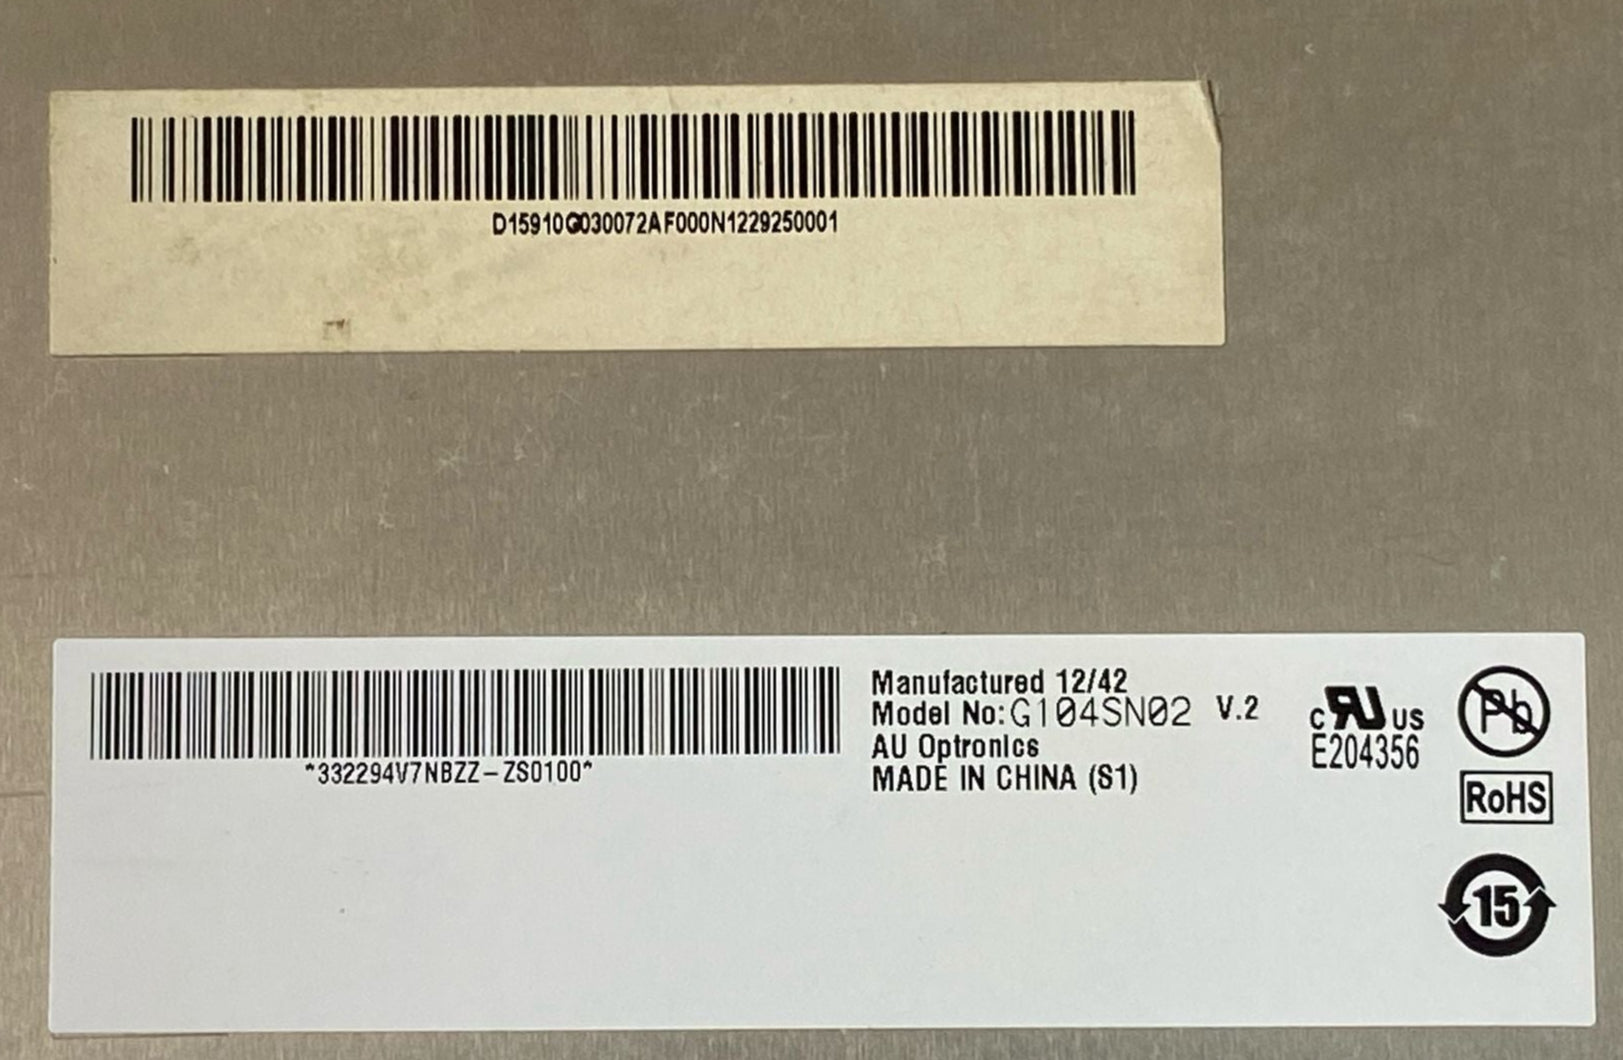 D15910G030072AF000N1229250001
*332294V7NBZZ-ZS0100*
Manufactured 12/42
Model No:G104SN02 V.2
AU Optronics
MADE IN CHINA (S1)
c RU US
E204356
Pb
RoHS
15